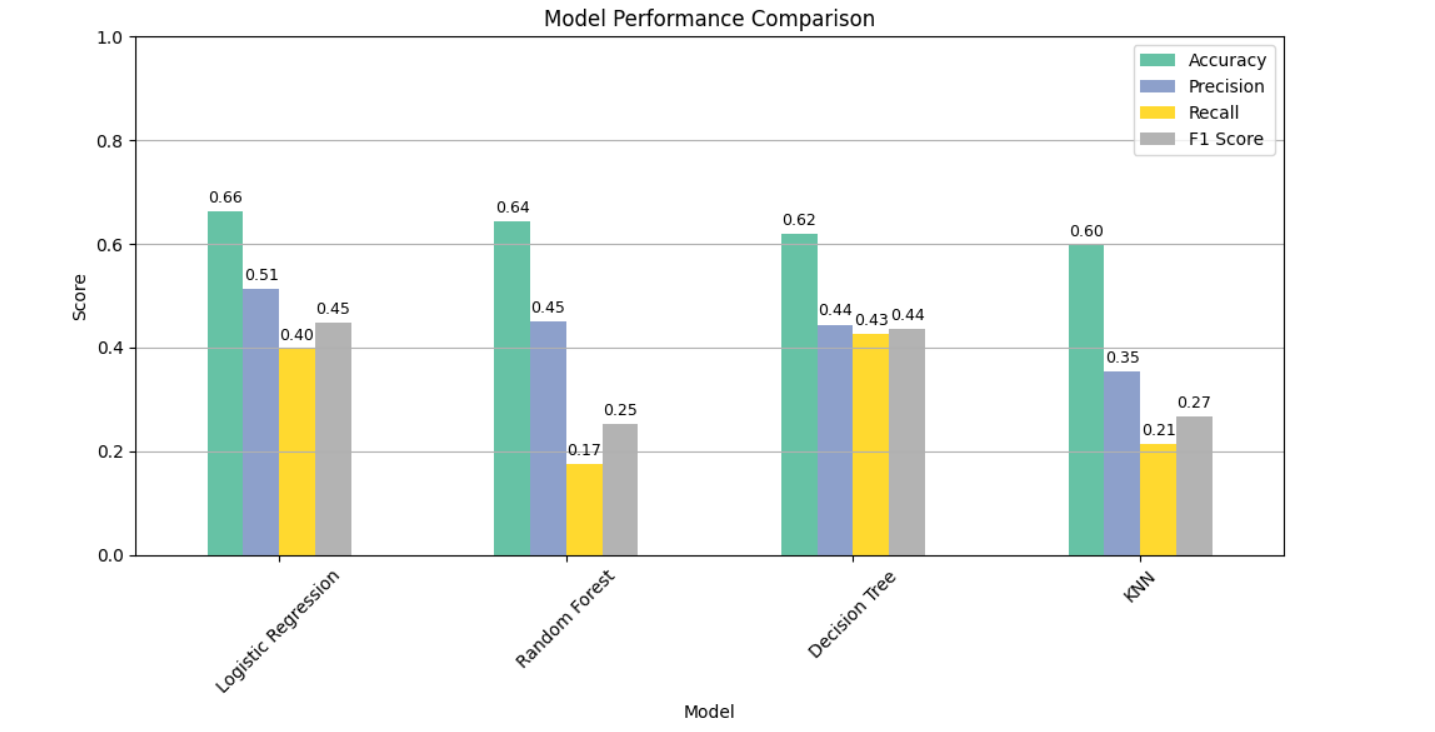 Model Performance Comparison
1.0
0.8
0.6
0.4
0.2
0.0
Score
Accuracy
Precision
Recall
F1 Score
0.66
0.51
0.40
0.45
0.64
0.45
0.17
0.25
0.62
0.44
0.43
0.44
0.60
0.35
0.21
0.27
Logistic Regression
Random Forest
Decision Tree
KNN
Model